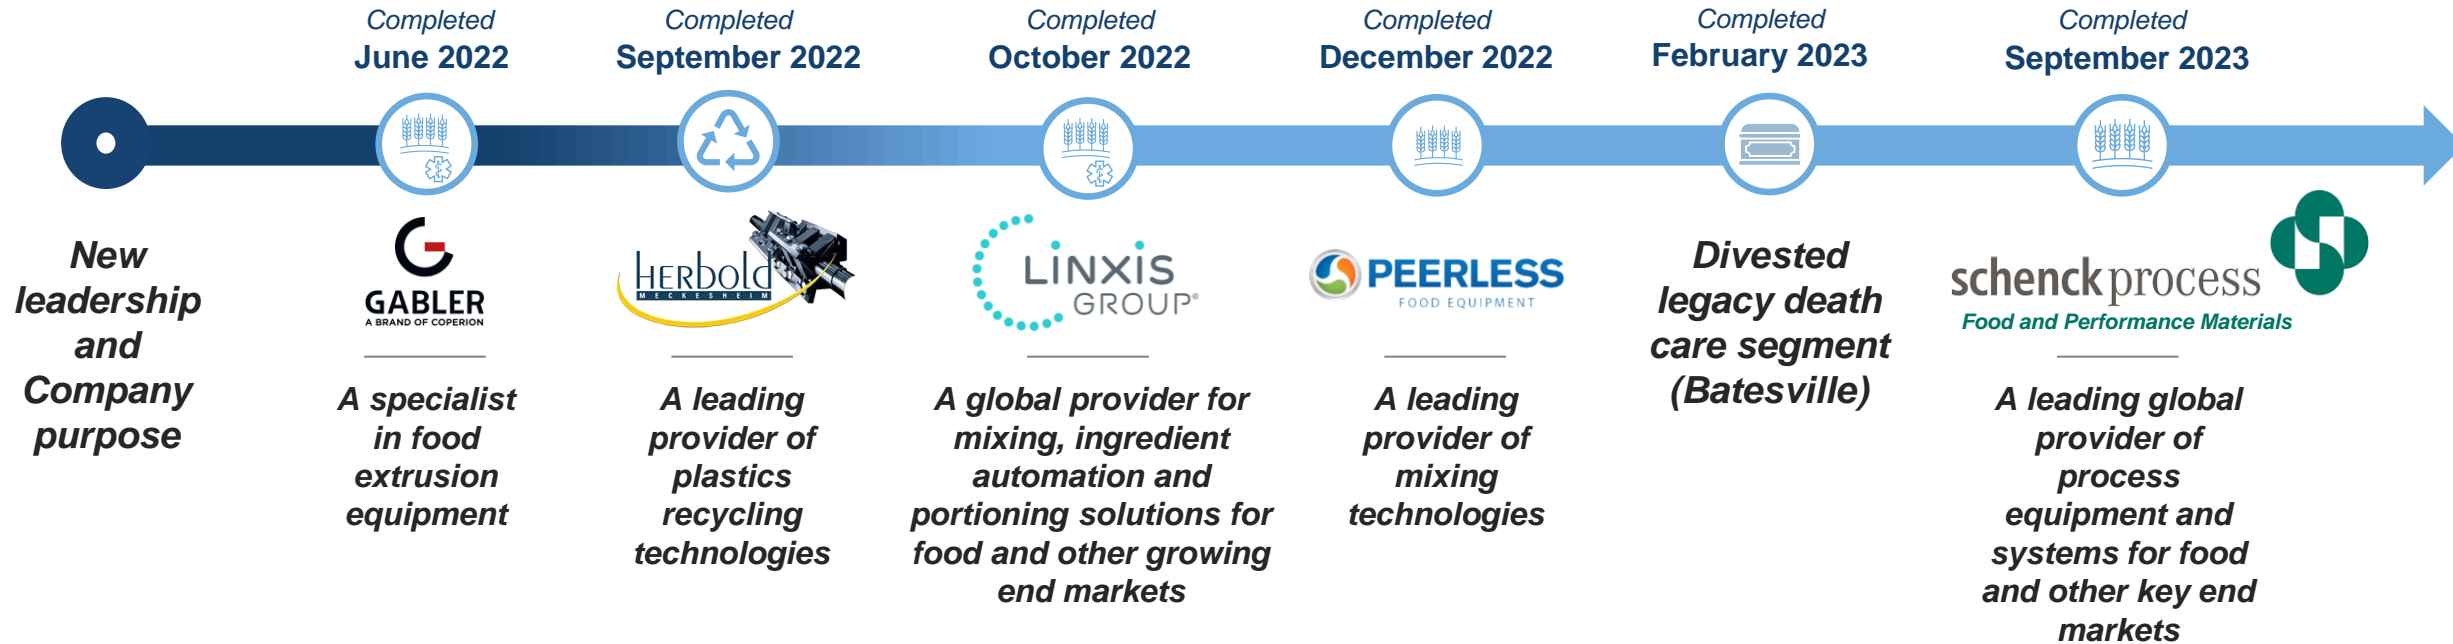 New
leadership
and
Company
purpose
Completed
June 2022
GABLER
A BRAND OF COPERION
A specialist
in food
extrusion
equipment
Completed
September 2022
HERbold
MECKESHEIM
A leading
provider of
plastics
recycling
technologies
Completed
October 2022
LINXIS
GROUP®
A global provider for
mixing, ingredient
automation and
portioning solutions for
food and other growing
end markets
Completed
December 2022
PEERLESS
FOOD EQUIPMENT
A leading
provider of
mixing
technologies
Completed
February 2023
Divested
legacy death
care segment
(Batesville)
Completed
September 2023
schenck process
Food and Performance Materials
A leading global
provider of
process
equipment and
systems for food
and other key end
markets